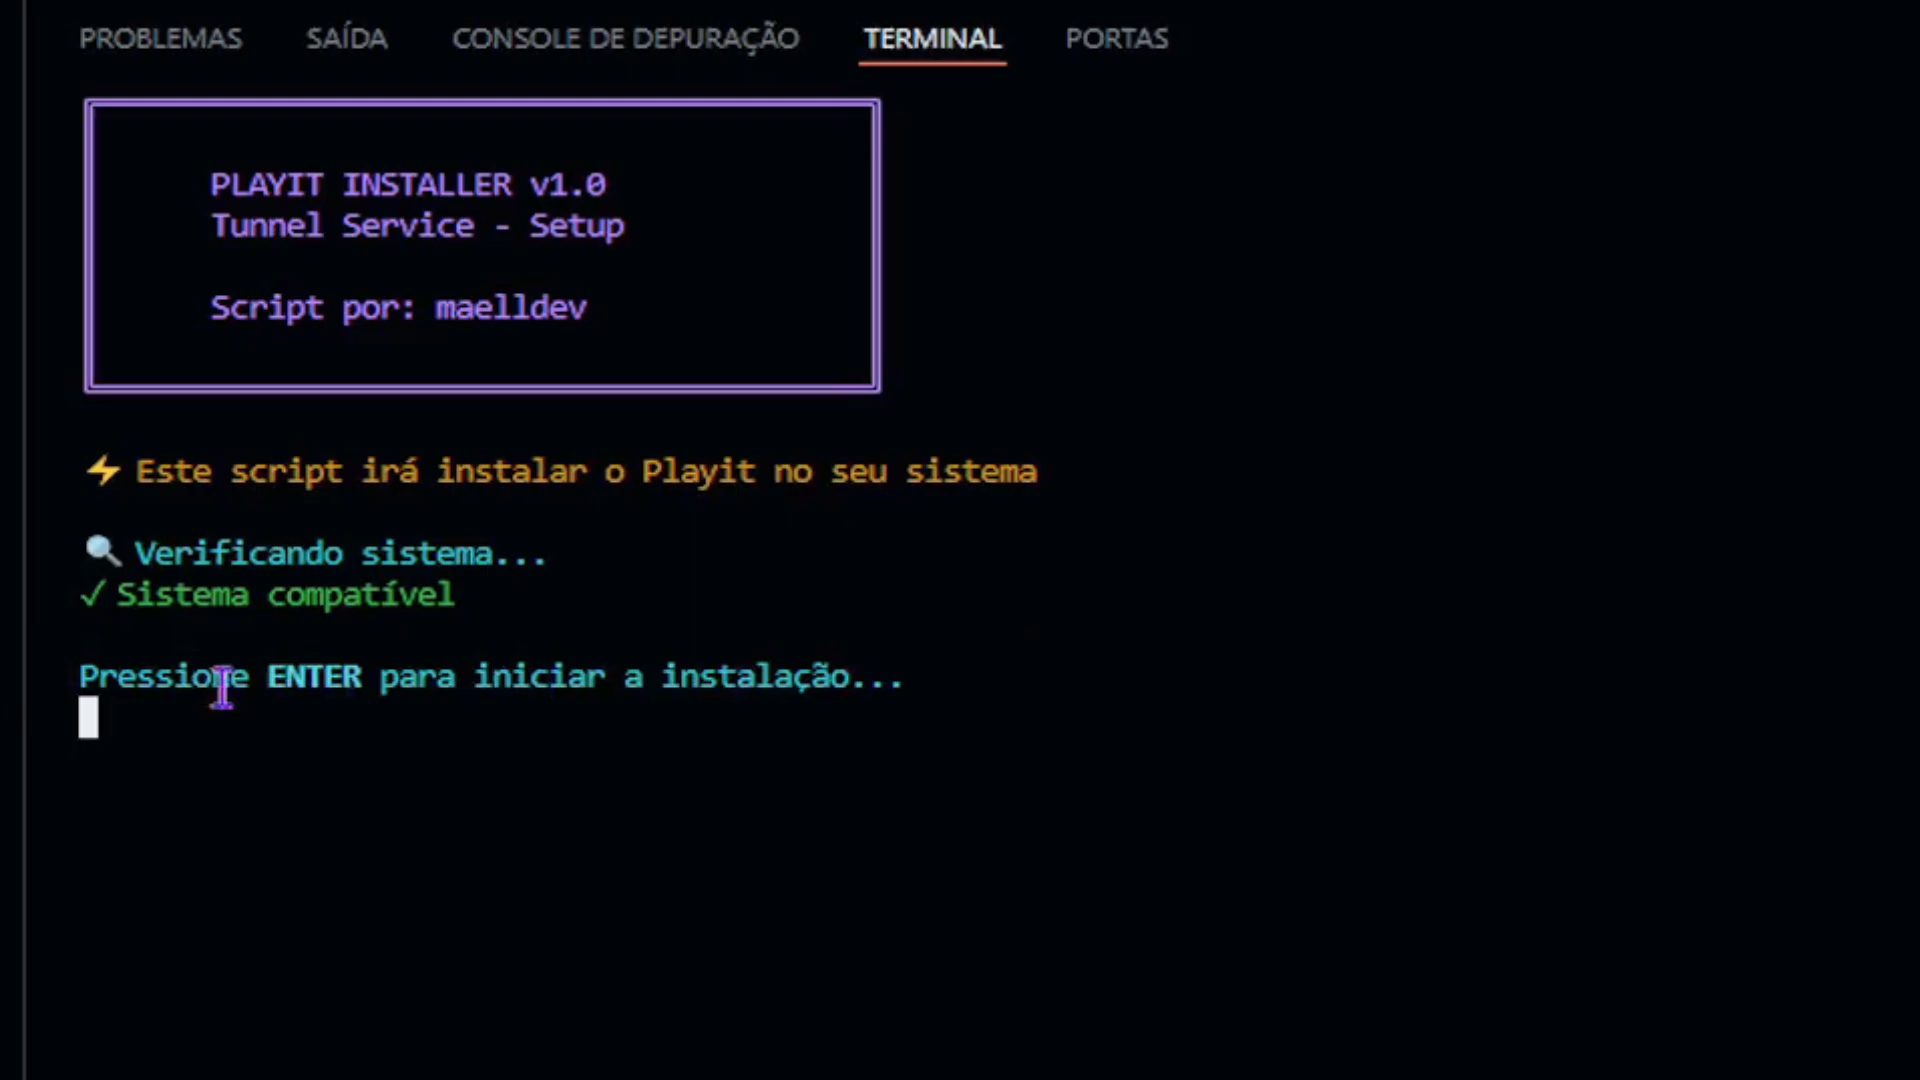 PROBLEMAS SAÍDA CONSOLE DE DEPURAÇÃO TERMINAL PORTAS
PLAYIT INSTALLER v1.0
Tunnel Service - Setup
Script por: maelldev
⚡ Este script irá instalar o Playit no seu sistema
🔍 Verificando sistema...
✓ Sistema compatível
Pressione ENTER para iniciar a instalação...